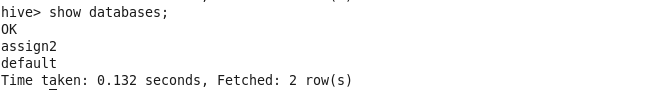 hive> show databases;
OK
assign2
default
Time taken: 0.132 seconds, Fetched: 2 row(s)